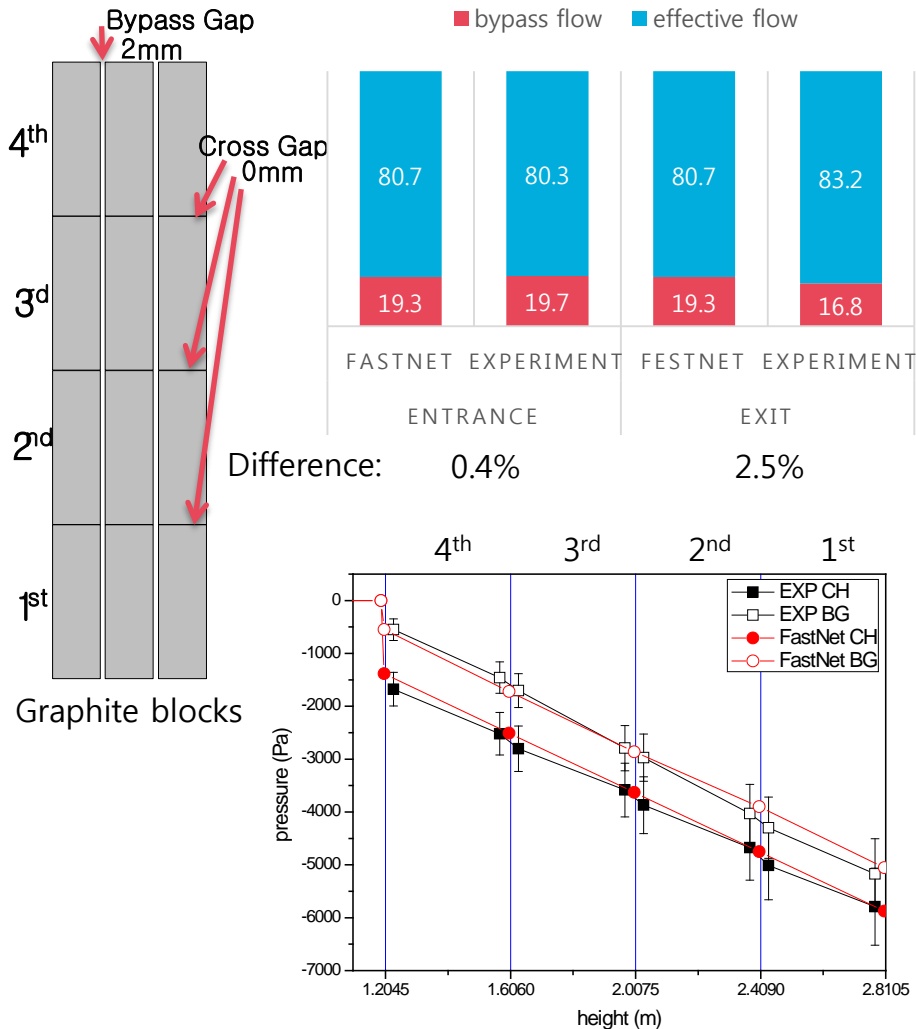 Bypass Gap
2mm
4th
Cross Gap
0mm
3rd
2nd
1st
Graphite blocks
bypass flow effective flow
80.7 80.3 80.7 83.2
19.3 19.7 19.3 16.8
FASTNET EXPERIMENT FESTNET EXPERIMENT
ENTRANCE EXIT
Difference: 0.4% 2.5%
4th 3rd 2nd 1st
EXP CH
EXP BG
FastNet CH
FastNet BG
0
-1000
-2000
-3000
-4000
-5000
-6000
-7000
pressure (Pa)
1.2045 1.6060 2.0075 2.4090 2.8105
height (m)